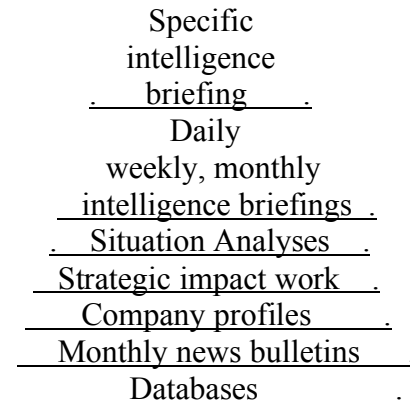 Specific
intelligence
. briefing .
Daily
weekly, monthly
intelligence briefings .
. Situation Analyses .
Strategic impact work .
Company profiles .
Monthly news bulletins
Databases .